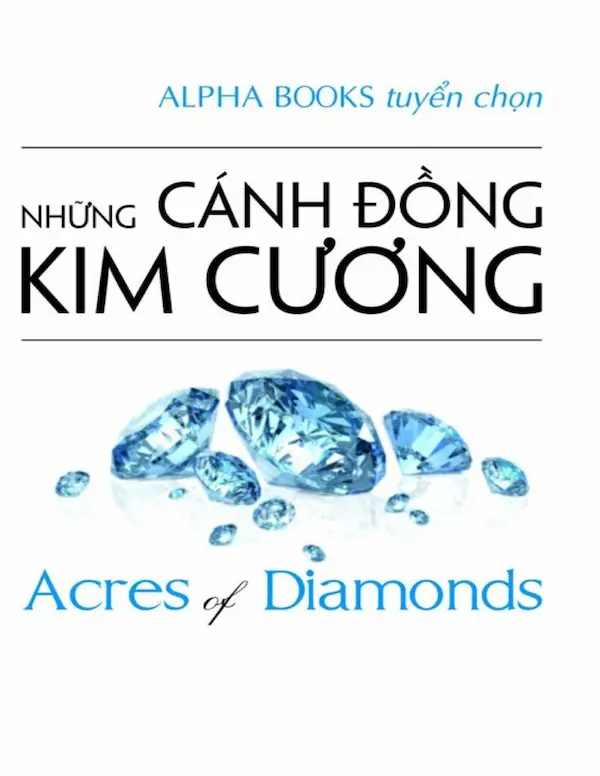 ALPHA BOOKS tuyển chọn
NHỮNG CÁNH ĐỒNG
KIM CƯƠNG
Acres of Diamonds